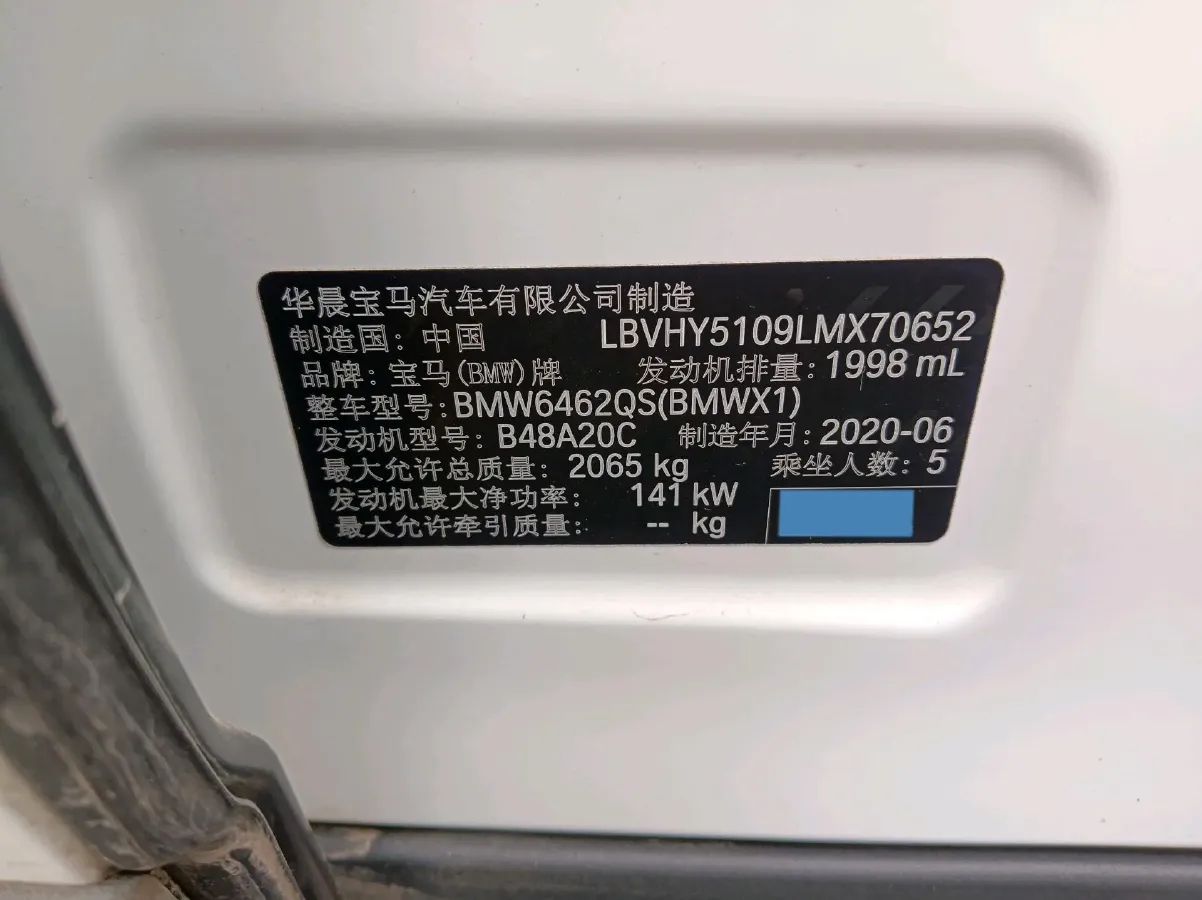 华晨宝马汽车有限公司制造
制造国：中国 LBVHY5109LMX70652
品牌：宝马(BMW)牌 发动机排量：1998 mL
整车型号：BMW6462QS(BMWX1)
发动机型号：B48A20C 制造年月：2020-06
最大允许总质量：2065 kg 乘坐人数：5
发动机最大净功率：141 kW
最大允许牵引质量：-- kg